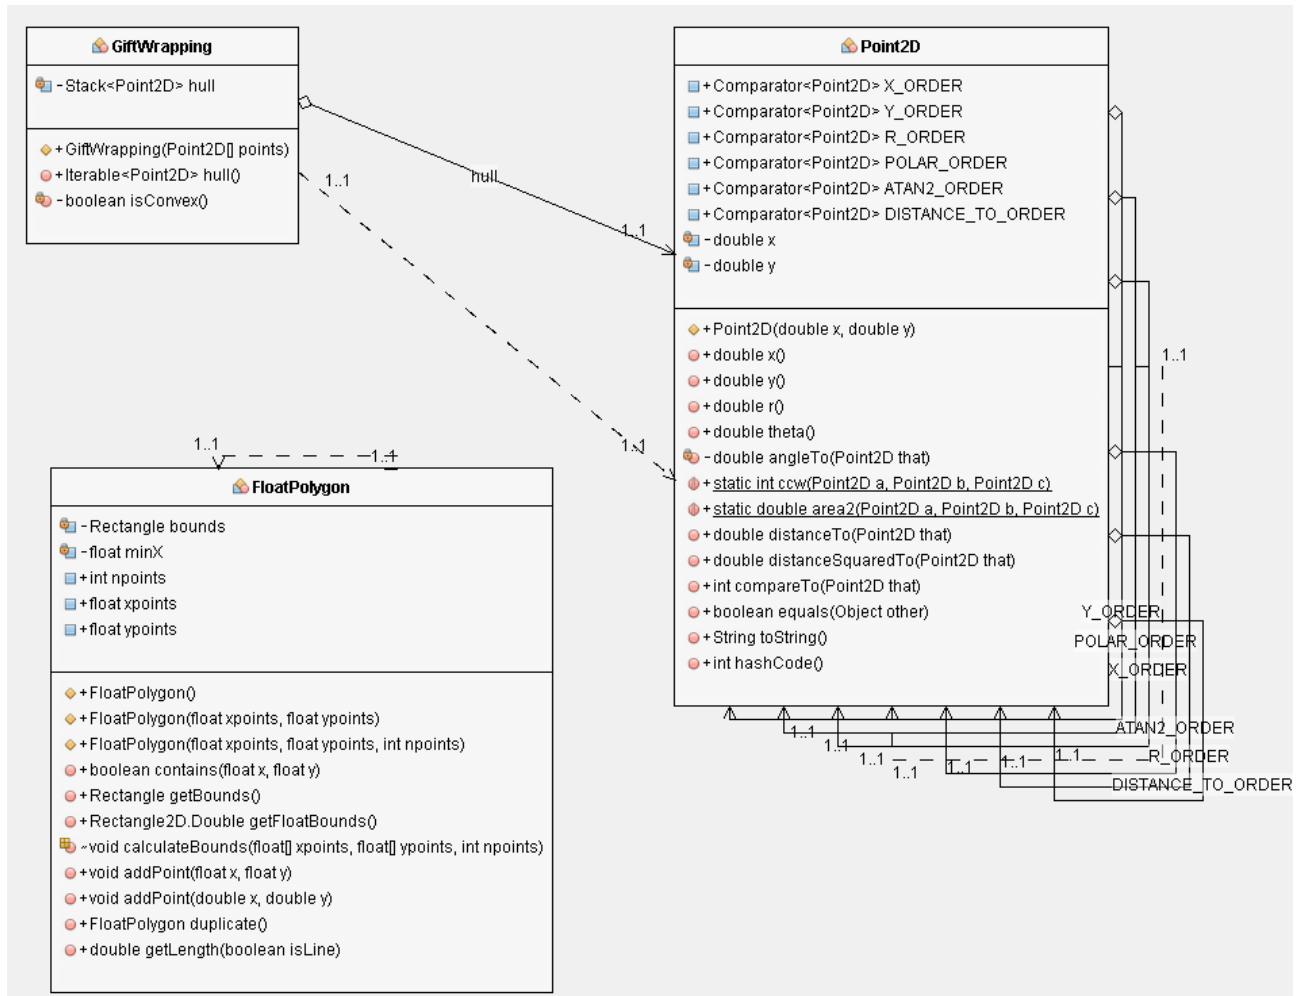 GiftWrapping
-Stack<Point2D> hull
+GiftWrapping(Point2D[] points)
+Iterable<Point2D> hull()
-boolean isConvex()
1..1
hull
1..1
1..1
Point2D
+Comparator<Point2D> X_ORDER
+Comparator<Point2D> Y_ORDER
+Comparator<Point2D> R_ORDER
+Comparator<Point2D> POLAR_ORDER
+Comparator<Point2D> ATAN2_ORDER
+Comparator<Point2D> DISTANCE_TO_ORDER
-double x
-double y
+Point2D(double x, double y)
+double x()
+double y()
+double r()
+double theta()
-double angleTo(Point2D that)
+static int ccw(Point2D a, Point2D b, Point2D c)
+static double area2(Point2D a, Point2D b, Point2D c)
+double distanceTo(Point2D that)
+double distanceSquaredTo(Point2D that)
+int compareTo(Point2D that)
+boolean equals(Object other)
+String toString()
+int hashCode()
1..1
Y_ORDER
POLAR_ORDER
X_ORDER
ATAN2_ORDER
R_ORDER
DISTANCE_TO_ORDER
1..1
1..1
1..1
1..1
1..1
1..1
1..1
1..1
1..1
FloatPolygon
-Rectangle bounds
-float minX
+int npoints
+float xpoints
+float ypoints
+FloatPolygon()
+FloatPolygon(float xpoints, float ypoints)
+FloatPolygon(float xpoints, float ypoints, int npoints)
+boolean contains(float x, float y)
+Rectangle getBounds()
+Rectangle2D.Double getFloatBounds()
~void calculateBounds(float[] xpoints, float[] ypoints, int npoints)
+void addPoint(float x, float y)
+void addPoint(double x, double y)
+FloatPolygon duplicate()
+double getLength(boolean isLine)